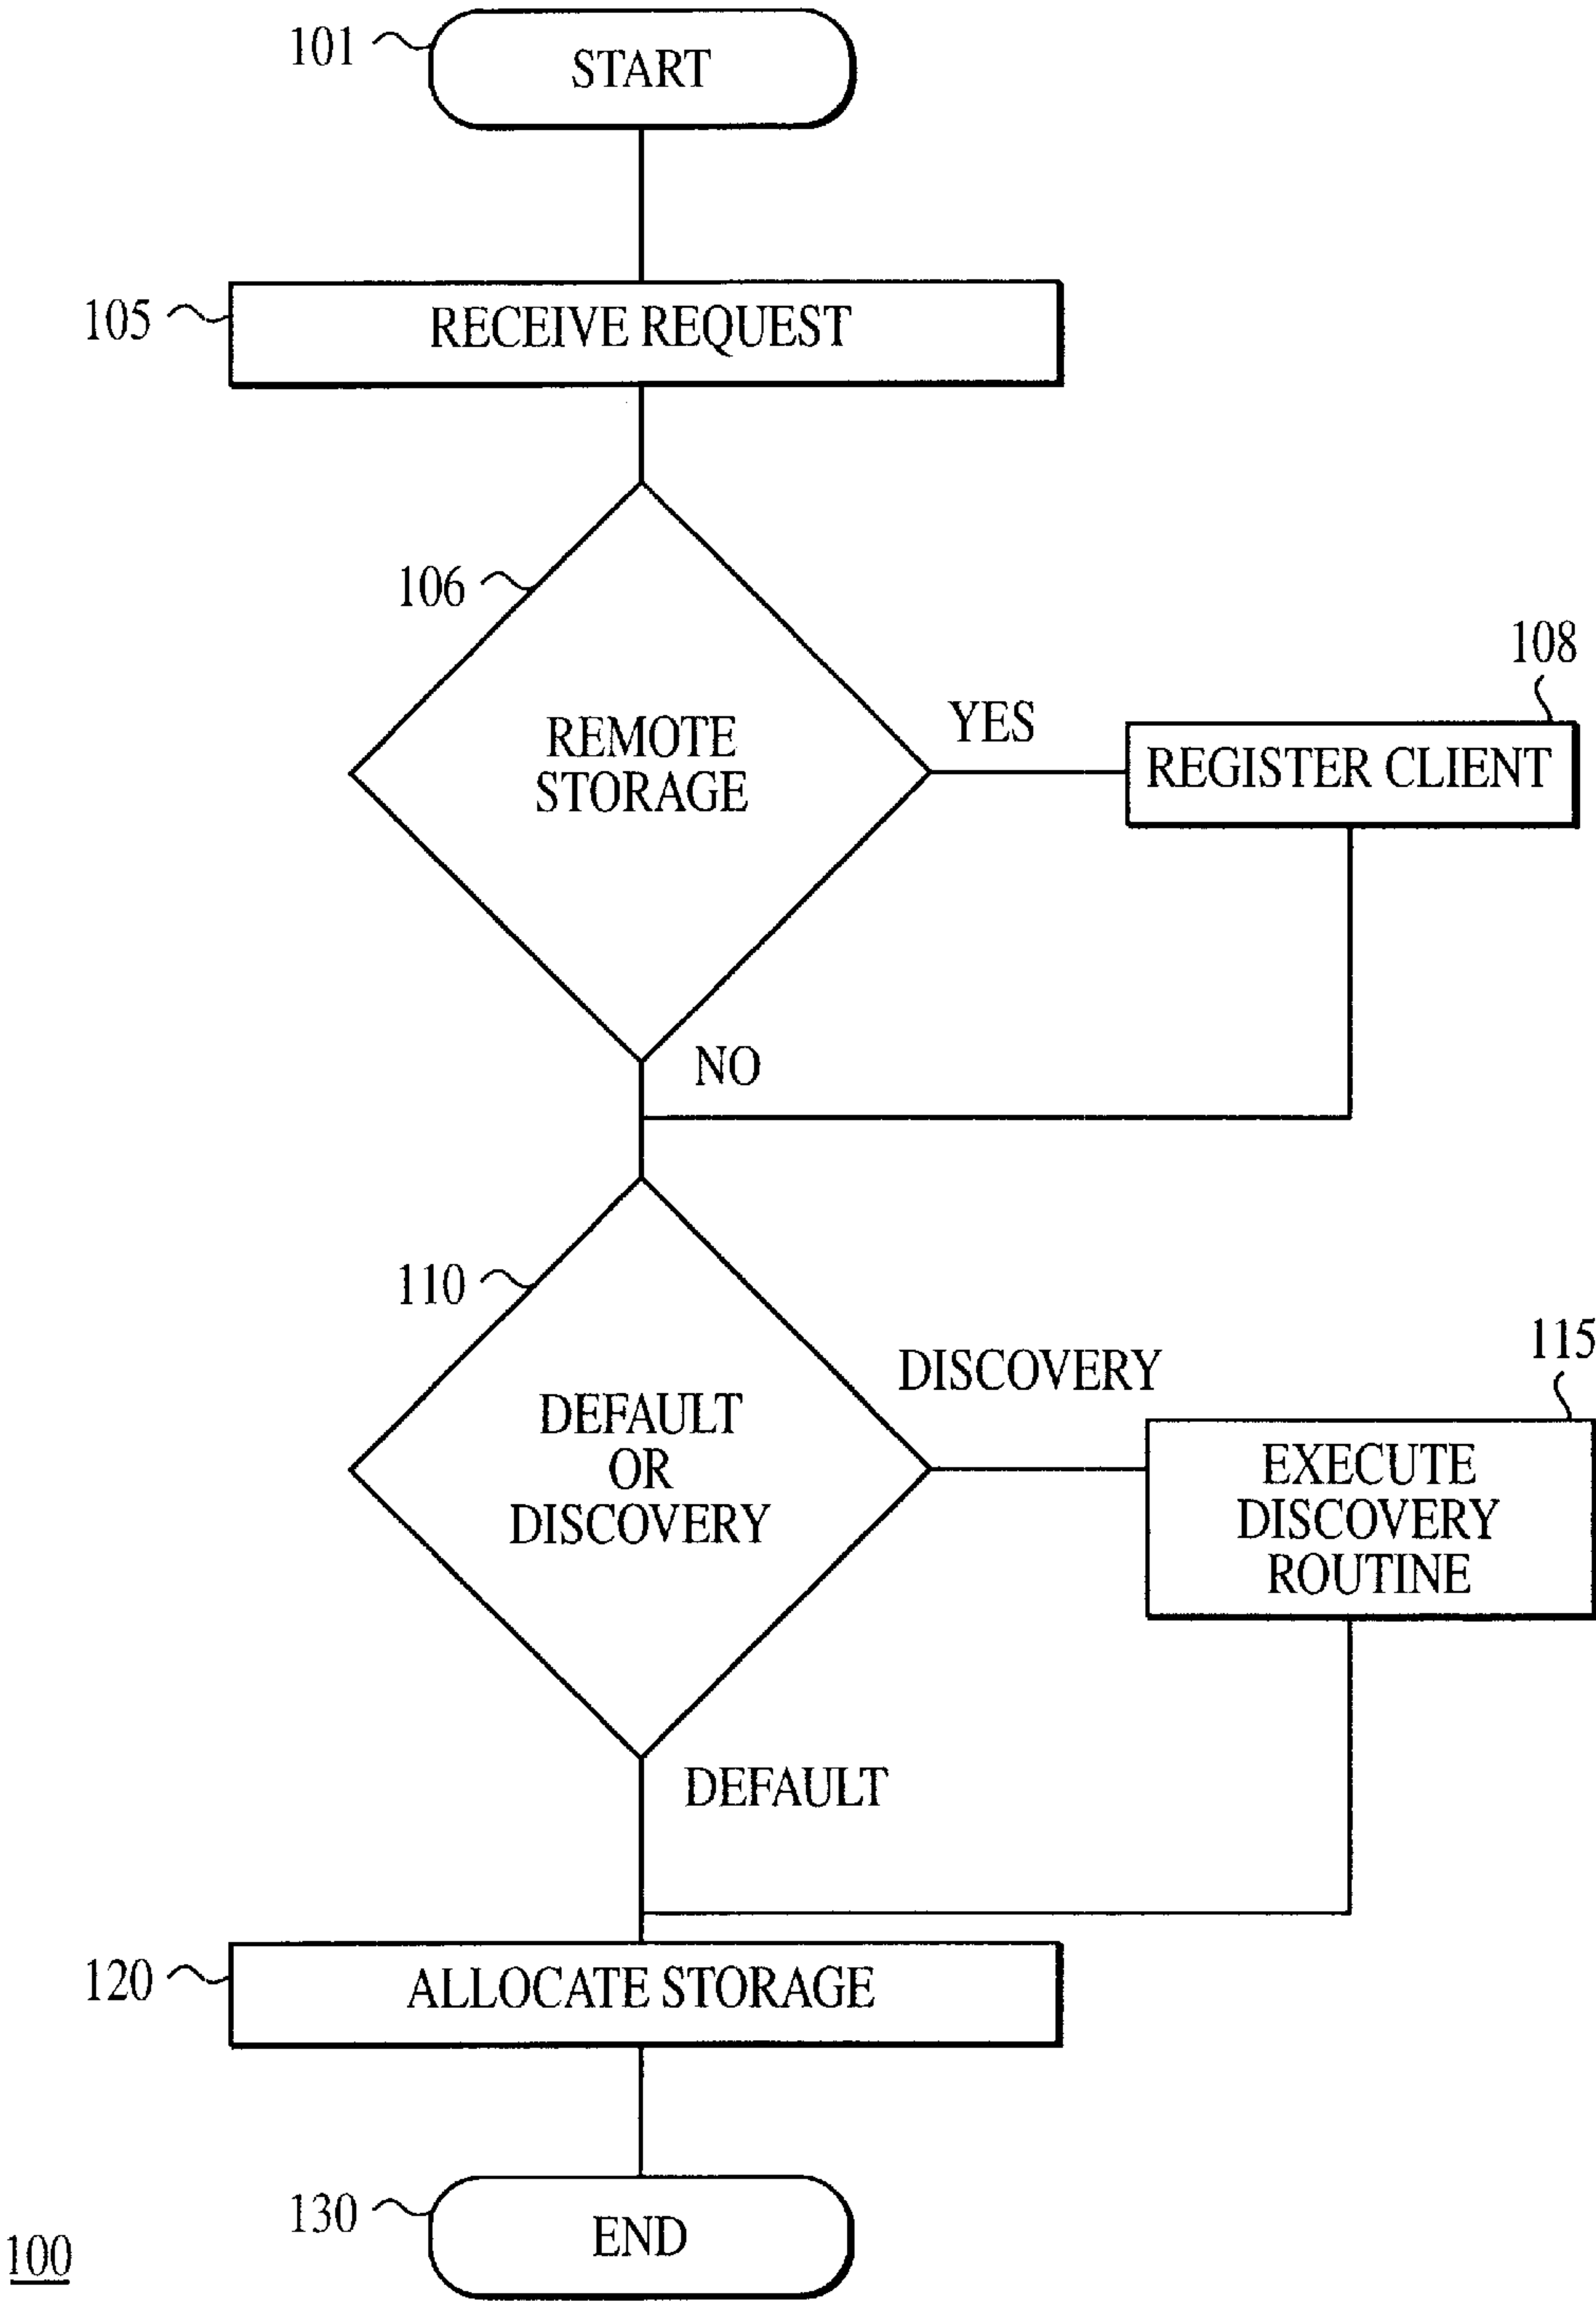 101
START
105
RECEIVE REQUEST
106
REMOTE
STORAGE
YES
108
REGISTER CLIENT
NO
110
DEFAULT
OR
DISCOVERY
DISCOVERY
115
EXECUTE
DISCOVERY
ROUTINE
DEFAULT
120
ALLOCATE STORAGE
130
END
100